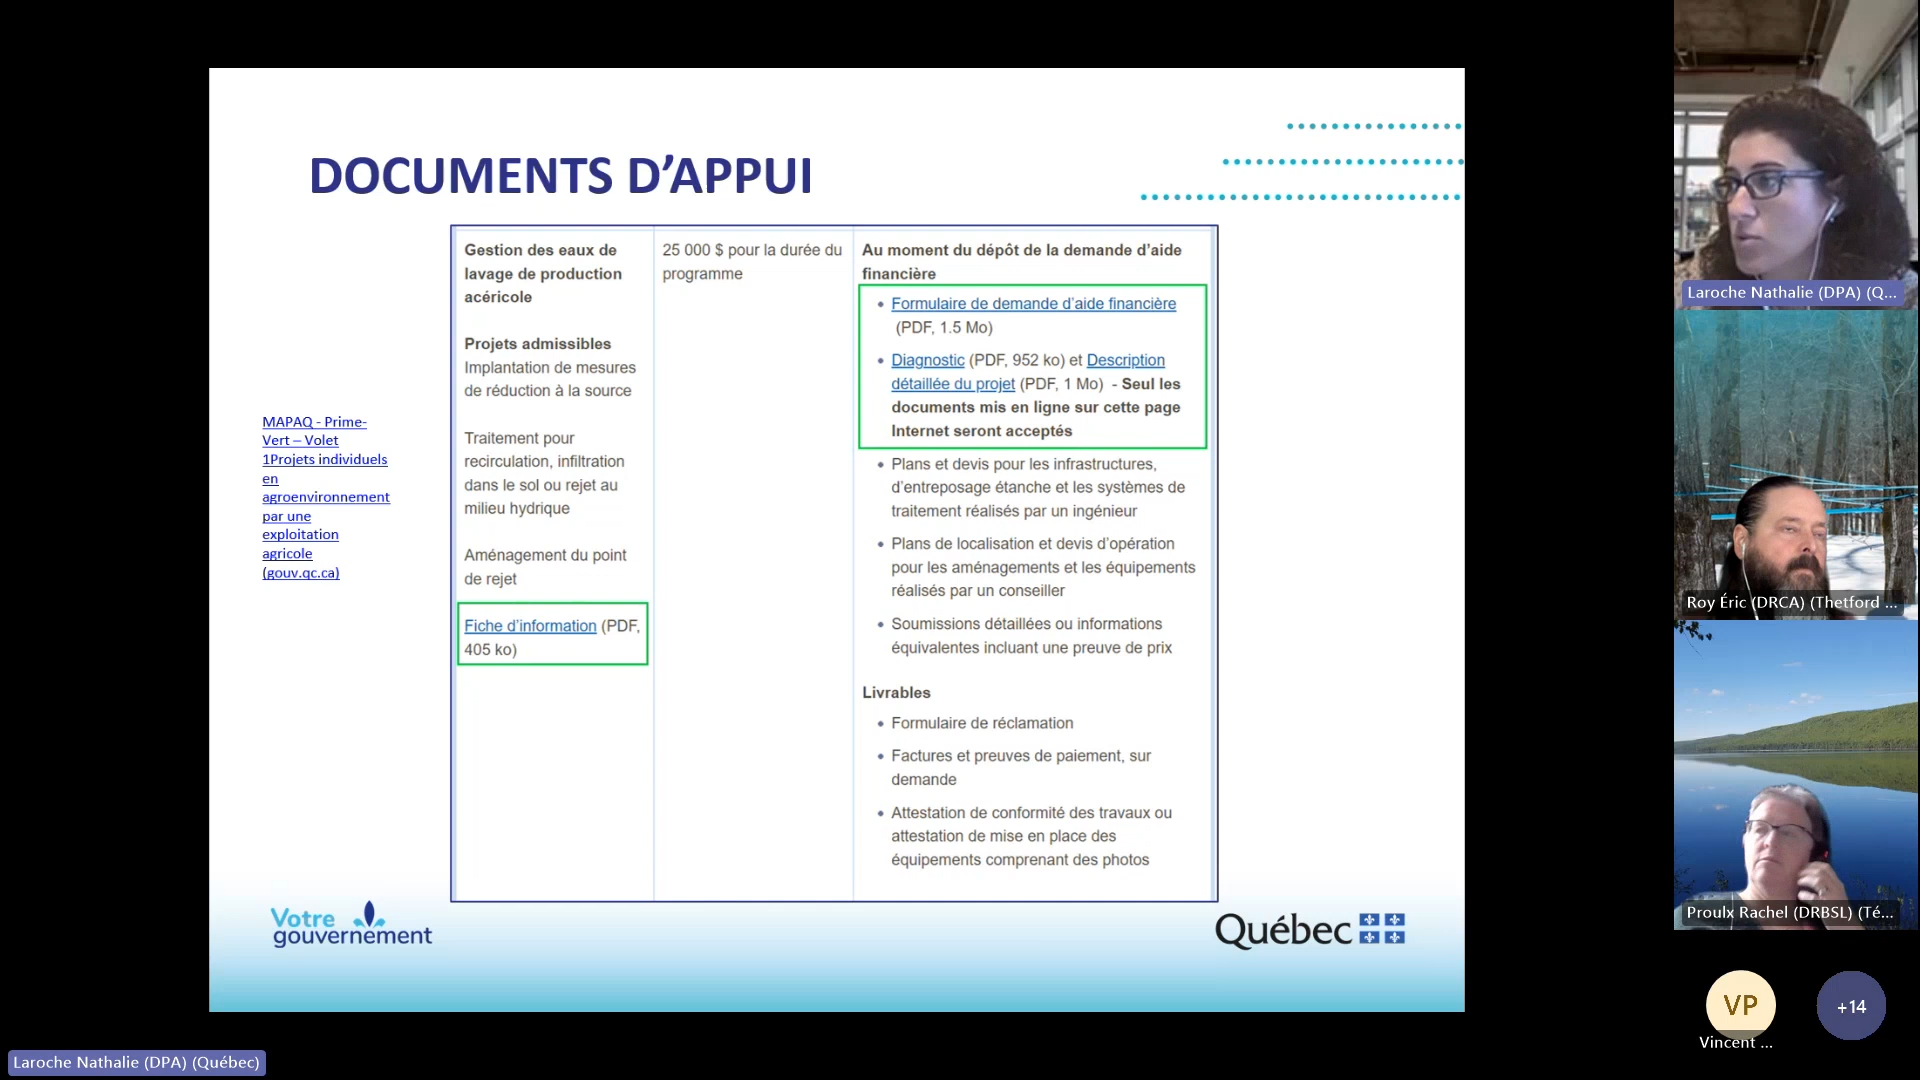 DOCUMENTS D’APPUI
MAPAQ - Prime-
Vert – Volet
1Projets individuels
en
agroenvironnement
par une
exploitation
agricole
(gouv.qc.ca)
Gestion des eaux de
lavage de production
acéricole
Projets admissibles
Implantation de mesures
de réduction à la source
Traitement pour
recirculation, infiltration
dans le sol ou rejet au
milieu hydrique
Aménagement du point
de rejet
Fiche d’information (PDF,
405 ko)
25 000 $ pour la durée du
programme
Au moment du dépôt de la demande d’aide
financière
• Formulaire de demande d’aide financière
(PDF, 1.5 Mo)
• Diagnostic (PDF, 952 ko) et Description
détaillée du projet (PDF, 1 Mo) - Seul les
documents mis en ligne sur cette page
Internet seront acceptés
• Plans et devis pour les infrastructures,
d’entreposage étanche et les systèmes de
traitement réalisés par un ingénieur
• Plans de localisation et devis d’opération
pour les aménagements et les équipements
réalisés par un conseiller
• Soumissions détaillées ou informations
équivalentes incluant une preuve de prix
Livrables
• Formulaire de réclamation
• Factures et preuves de paiement, sur
demande
• Attestation de conformité des travaux ou
attestation de mise en place des
équipements comprenant des photos
Votre
gouvernement
Québec
Laroche Nathalie (DPA) (Québec)
Laroche Nathalie (DPA) (Q...
Roy Éric (DRCA) (Thetford ...
Proulx Rachel (DRBSL) (Té...
VP
Vincent ...
+14